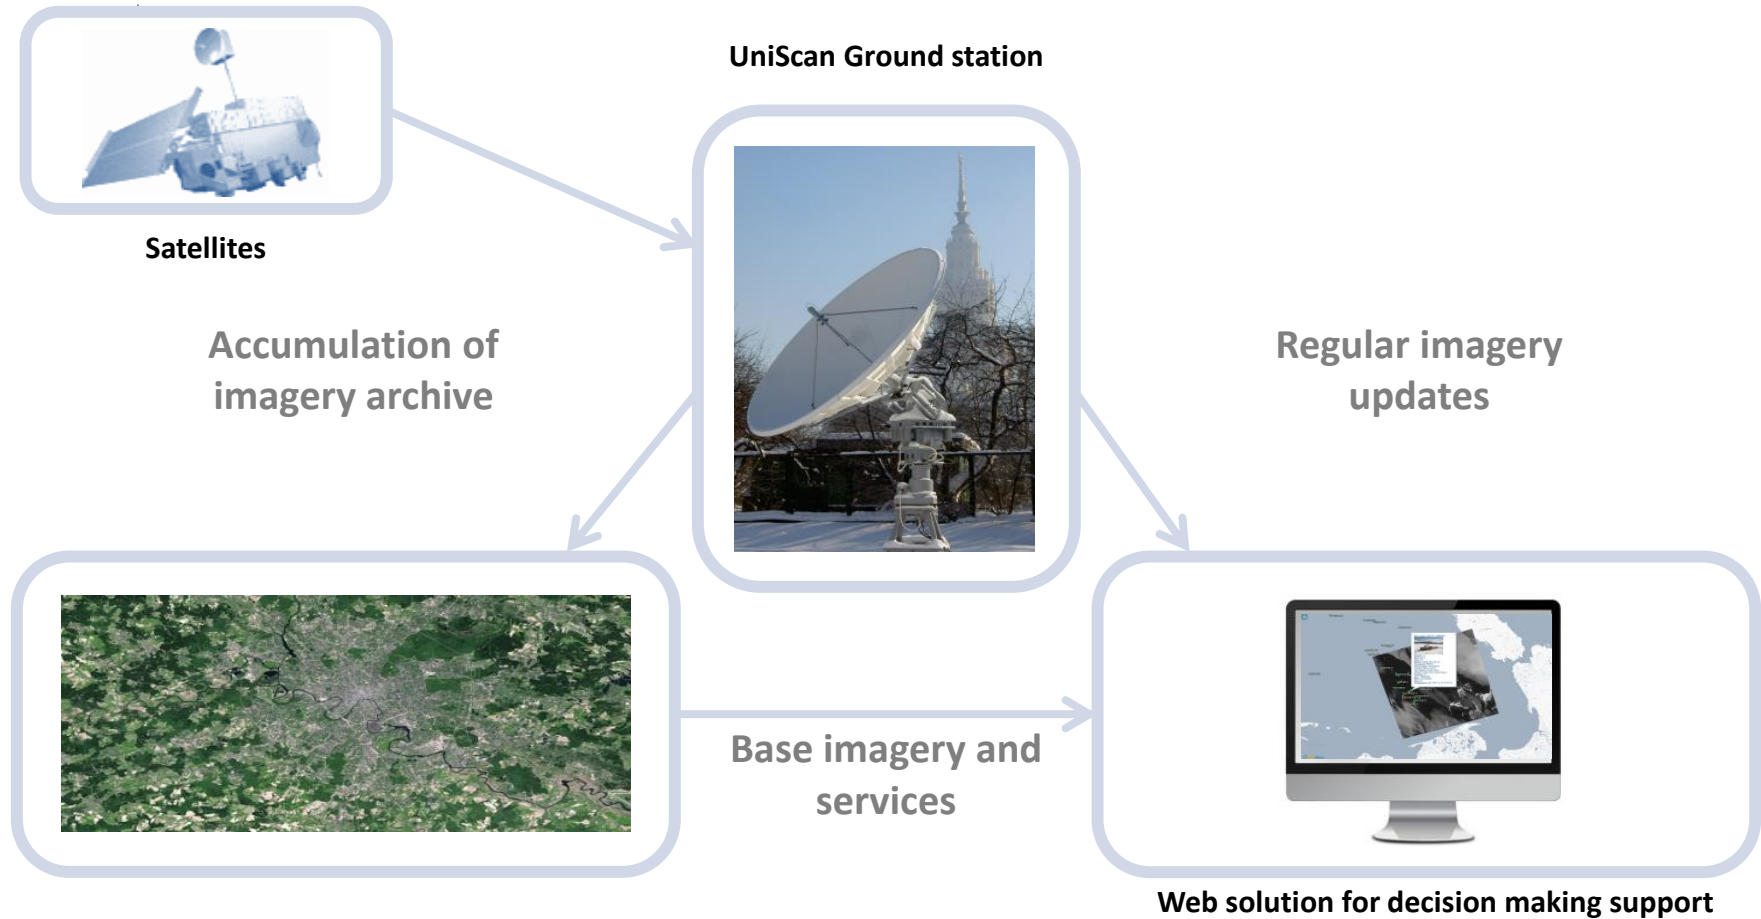 UniScan Ground station
Satellites
Accumulation of
imagery archive
Regular imagery
updates
Base imagery and
services
Web solution for decision making support